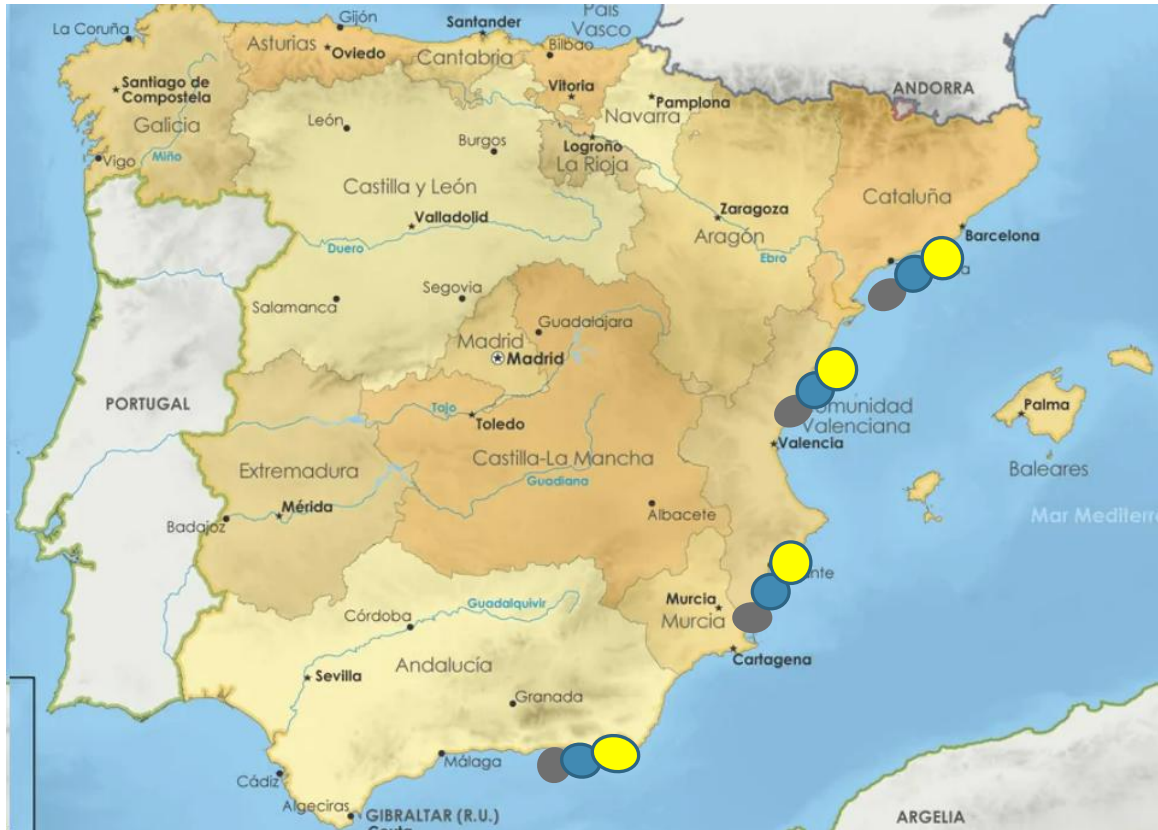 Gijón
Santander
País
Vasco
La Coruña
Asturias
Oviedo
Cantabria
Bilbao
Santiago de
Compostela
Vitoria
Pamplona
ANDORRA
Galicia
León
Navarra
Burgos
Logroño
La Rioja
Vigo
Miño
Castilla y León
Cataluña
Zaragoza
Valladolid
Aragón
Barcelona
Duero
Ebro
Salamanca
Segovia
Guadalajara
Madrid
Madrid
PORTUGAL
Tajo
Toledo
Comunidad
Valenciana
Palma
Valencia
Castilla-La Mancha
Extremadura
Guadiana
Baleares
Mérida
Badajoz
Albacete
Mar Mediterr
Guadalquivir
Murcia
Córdoba
Murcia
Andalucía
Cartagena
Sevilla
Granada
Málaga
Cádiz
Algeciras
GIBRALTAR (R.U.)
ARGELIA